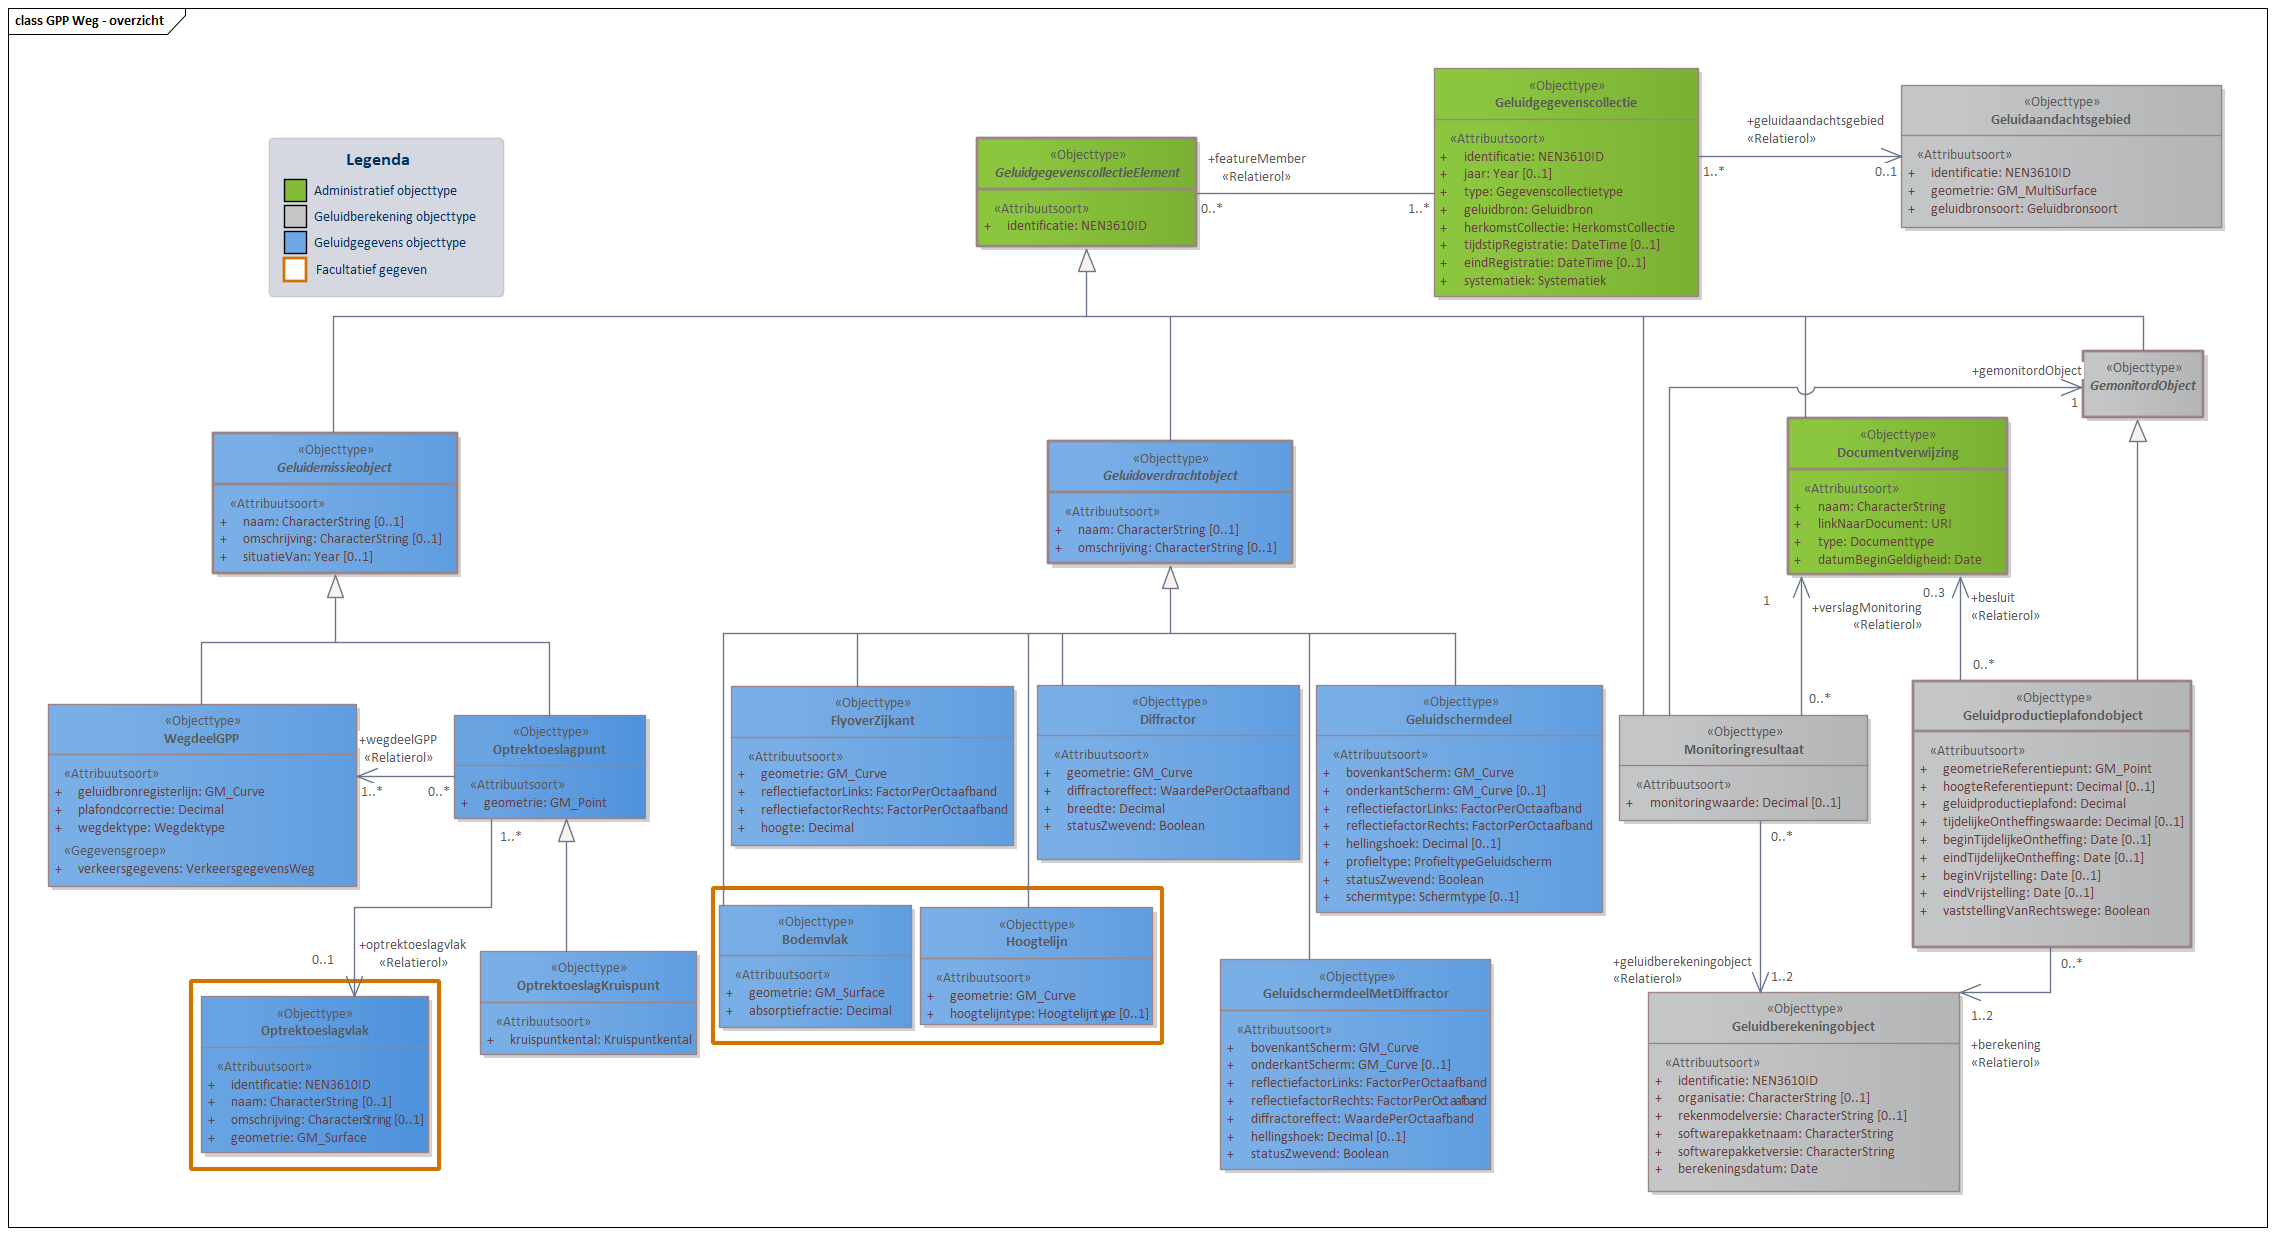 class GPP Weg - overzicht
Legenda
Administratief objecttype
Geluidberekening objecttype
Geluidgegevens objecttype
Facultatief gegeven
«Objecttype»
GeluidgegevenscollectieElement
«Attribuutsoort»
+ identificatie: NEN3610ID
+featureMember
«Relatierol»
0..*
1..*
«Objecttype»
Geluidgegevenscollectie
«Attribuutsoort»
+ identificatie: NEN3610ID
+ jaar: Year [0..1]
+ type: Gegevenscollectietype
+ geluidbron: Geluidbron
+ herkomstCollectie: HerkomstCollectie
+ tijdstipRegistratie: DateTime [0..1]
+ eindRegistratie: DateTime [0..1]
+ systematiek: Systematiek
+geluidaandachtsgebied
«Relatierol»
1..*
0..1
«Objecttype»
Geluidaandachtsgebied
«Attribuutsoort»
+ identificatie: NEN3610ID
+ geometrie: GM_MultiSurface
+ geluidbronsoort: Geluidbronsoort
+gemonitordObject
1
«Objecttype»
GemonitordObject
«Objecttype»
Geluidemissieobject
«Attribuutsoort»
+ naam: CharacterString [0..1]
+ omschrijving: CharacterString [0..1]
+ situatieVan: Year [0..1]
«Objecttype»
Geluidoverdrachtobject
«Attribuutsoort»
+ naam: CharacterString [0..1]
+ omschrijving: CharacterString [0..1]
«Objecttype»
Documentverwijzing
«Attribuutsoort»
+ naam: CharacterString
+ linkNaarDocument: URI
+ type: Documenttype
+ datumBeginGeldigheid: Date
1
+verslagMonitoring
«Relatierol»
0..*
0..3
+besluit
«Relatierol»
0..*
«Objecttype»
WegdeelGPP
«Attribuutsoort»
+ geluidbronregisterlijn: GM_Curve
+ plafondcorrectie: Decimal
+ wegdektype: Wegdektype
«Gegevensgroep»
+ verkeersgegevens: VerkeersgegevensWeg
+wegdeelGPP
«Relatierol»
1..*
0..*
«Objecttype»
Optrektoeslagpunt
«Attribuutsoort»
+ geometrie: GM_Point
1..*
«Objecttype»
FlyoverZijkant
«Attribuutsoort»
+ geometrie: GM_Curve
+ reflectiefactorLinks: FactorPerOctaafband
+ reflectiefactorRechts: FactorPerOctaafband
+ hoogte: Decimal
«Objecttype»
Diffractor
«Attribuutsoort»
+ geometrie: GM_Curve
+ diffractoreffect: WaardePerOctaafband
+ breedte: Decimal
+ statusZwevend: Boolean
«Objecttype»
Geluidschermdeel
«Attribuutsoort»
+ bovenkantScherm: GM_Curve
+ onderkantScherm: GM_Curve [0..1]
+ reflectiefactorLinks: FactorPerOctaafband
+ reflectiefactorRechts: FactorPerOctaafband
+ hellingshoek: Decimal [0..1]
+ profieltype: ProfieltypeGeluidscherm
+ statusZwevend: Boolean
+ schermtype: Schermtype [0..1]
«Objecttype»
Monitoringresultaat
«Attribuutsoort»
+ monitoringwaarde: Decimal [0..1]
0..*
«Objecttype»
Geluidproductieplafondobject
«Attribuutsoort»
+ geometrieReferentiepunt: GM_Point
+ hoogteReferentiepunt: Decimal [0..1]
+ geluidproductieplafond: Decimal
+ tijdelijkeOntheffingswaarde: Decimal [0..1]
+ beginTijdelijkeOntheffing: Date [0..1]
+ eindTijdelijkeOntheffing: Date [0..1]
+ beginVrijstelling: Date [0..1]
+ eindVrijstelling: Date [0..1]
+ vaststellingVanRechtswege: Boolean
0..*
+optrektoeslagvlak
«Relatierol»
0..1
«Objecttype»
Optrektoeslagvlak
«Attribuutsoort»
+ identificatie: NEN3610ID
+ naam: CharacterString [0..1]
+ omschrijving: CharacterString [0..1]
+ geometrie: GM_Surface
«Objecttype»
OptrektoeslagKruispunt
«Attribuutsoort»
+ kruispuntkental: Kruispuntkental
«Objecttype»
Bodemvlak
«Attribuutsoort»
+ geometrie: GM_Surface
+ absorptiefractie: Decimal
«Objecttype»
Hoogtelijn
«Attribuutsoort»
+ geometrie: GM_Curve
+ hoogtelijntype: Hoogtelijntype [0..1]
«Objecttype»
GeluidschermdeelMetDiffractor
«Attribuutsoort»
+ bovenkantScherm: GM_Curve
+ onderkantScherm: GM_Curve [0..1]
+ reflectiefactorLinks: FactorPerOctaafband
+ reflectiefactorRechts: FactorPerOctaafband
+ diffractoreffect: WaardePerOctaafband
+ hellingshoek: Decimal [0..1]
+ statusZwevend: Boolean
+geluidberekeningobject
«Relatierol»
1..2
1..2
+berekening
«Relatierol»
«Objecttype»
Geluidberekeningobject
«Attribuutsoort»
+ identificatie: NEN3610ID
+ organisatie: CharacterString [0..1]
+ rekenmodelversie: CharacterString [0..1]
+ softwarepakketnaam: CharacterString
+ softwarepakketversie: CharacterString
+ berekeningsdatum: Date